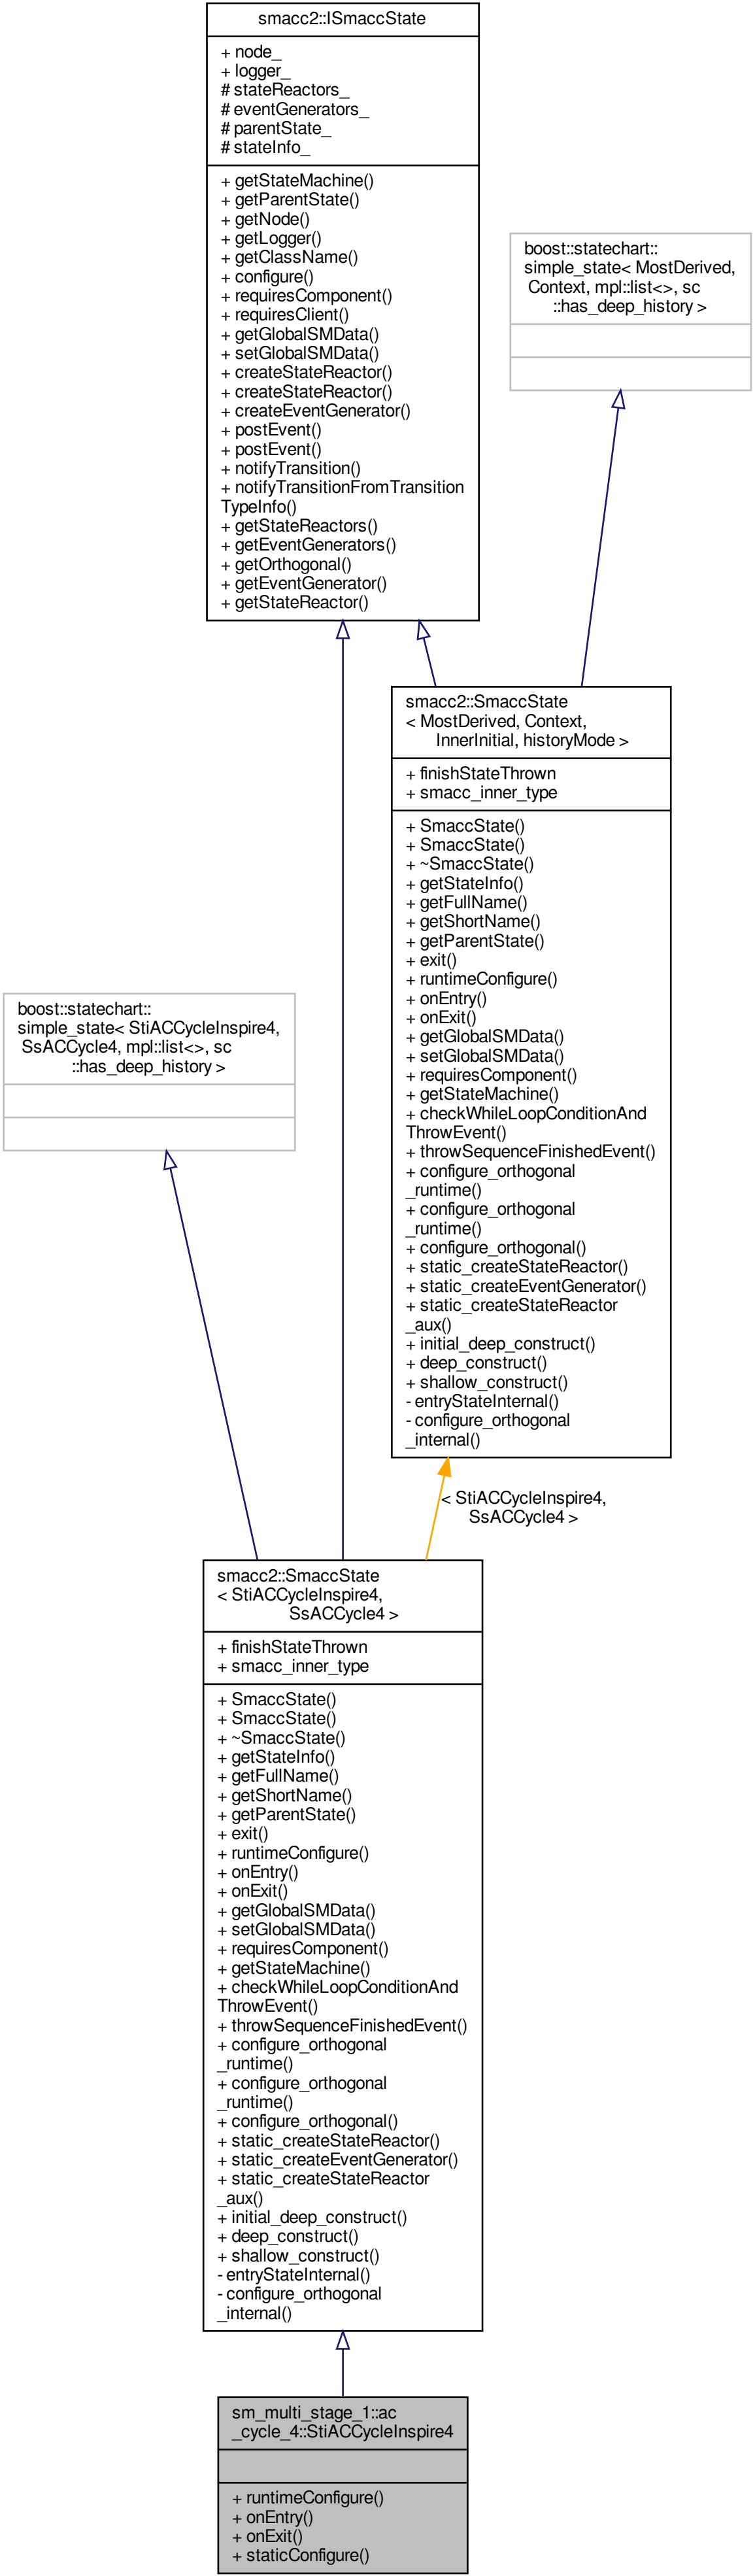 smacc2::ISmaccState
+ node_
+ logger_
# stateReactors_
# eventGenerators_
# parentState_
# stateInfo_
+ getStateMachine()
+ getParentState()
+ getNode()
+ getLogger()
+ getClassName()
+ configure()
+ requiresComponent()
+ requiresClient()
+ getGlobalSMData()
+ setGlobalSMData()
+ createStateReactor()
+ createStateReactor()
+ createEventGenerator()
+ postEvent()
+ postEvent()
+ notifyTransition()
+ notifyTransitionFromTransition
TypeInfo()
+ getStateReactors()
+ getEventGenerators()
+ getOrthogonal()
+ getEventGenerator()
+ getStateReactor()
boost::statechart::
simple_state< MostDerived,
Context, mpl::list<>, sc
::has_deep_history >
smacc2::SmaccState
< MostDerived, Context,
InnerInitial, historyMode >
+ finishStateThrown
+ smacc_inner_type
+ SmaccState()
+ SmaccState()
+ ~SmaccState()
+ getStateInfo()
+ getFullName()
+ getShortName()
+ getParentState()
+ exit()
+ runtimeConfigure()
+ onEntry()
+ onExit()
+ getGlobalSMData()
+ setGlobalSMData()
+ requiresComponent()
+ getStateMachine()
+ checkWhileLoopConditionAnd
ThrowEvent()
+ throwSequenceFinishedEvent()
+ configure_orthogonal
_runtime()
+ configure_orthogonal
_runtime()
+ configure_orthogonal()
+ static_createStateReactor()
+ static_createEventGenerator()
+ static_createStateReactor
_aux()
+ initial_deep_construct()
+ deep_construct()
+ shallow_construct()
- entryStateInternal()
- configure_orthogonal
_internal()
boost::statechart::
simple_state< StiACCycleInspire4,
SsACCycle4, mpl::list<>, sc
::has_deep_history >
< StiACCycleInspire4,
SsACCycle4 >
smacc2::SmaccState
< StiACCycleInspire4,
SsACCycle4 >
+ finishStateThrown
+ smacc_inner_type
+ SmaccState()
+ SmaccState()
+ ~SmaccState()
+ getStateInfo()
+ getFullName()
+ getShortName()
+ getParentState()
+ exit()
+ runtimeConfigure()
+ onEntry()
+ onExit()
+ getGlobalSMData()
+ setGlobalSMData()
+ requiresComponent()
+ getStateMachine()
+ checkWhileLoopConditionAnd
ThrowEvent()
+ throwSequenceFinishedEvent()
+ configure_orthogonal
_runtime()
+ configure_orthogonal
_runtime()
+ configure_orthogonal()
+ static_createStateReactor()
+ static_createEventGenerator()
+ static_createStateReactor
_aux()
+ initial_deep_construct()
+ deep_construct()
+ shallow_construct()
- entryStateInternal()
- configure_orthogonal
_internal()
sm_multi_stage_1::ac
_cycle_4::StiACCycleInspire4
+ runtimeConfigure()
+ onEntry()
+ onExit()
+ staticConfigure()